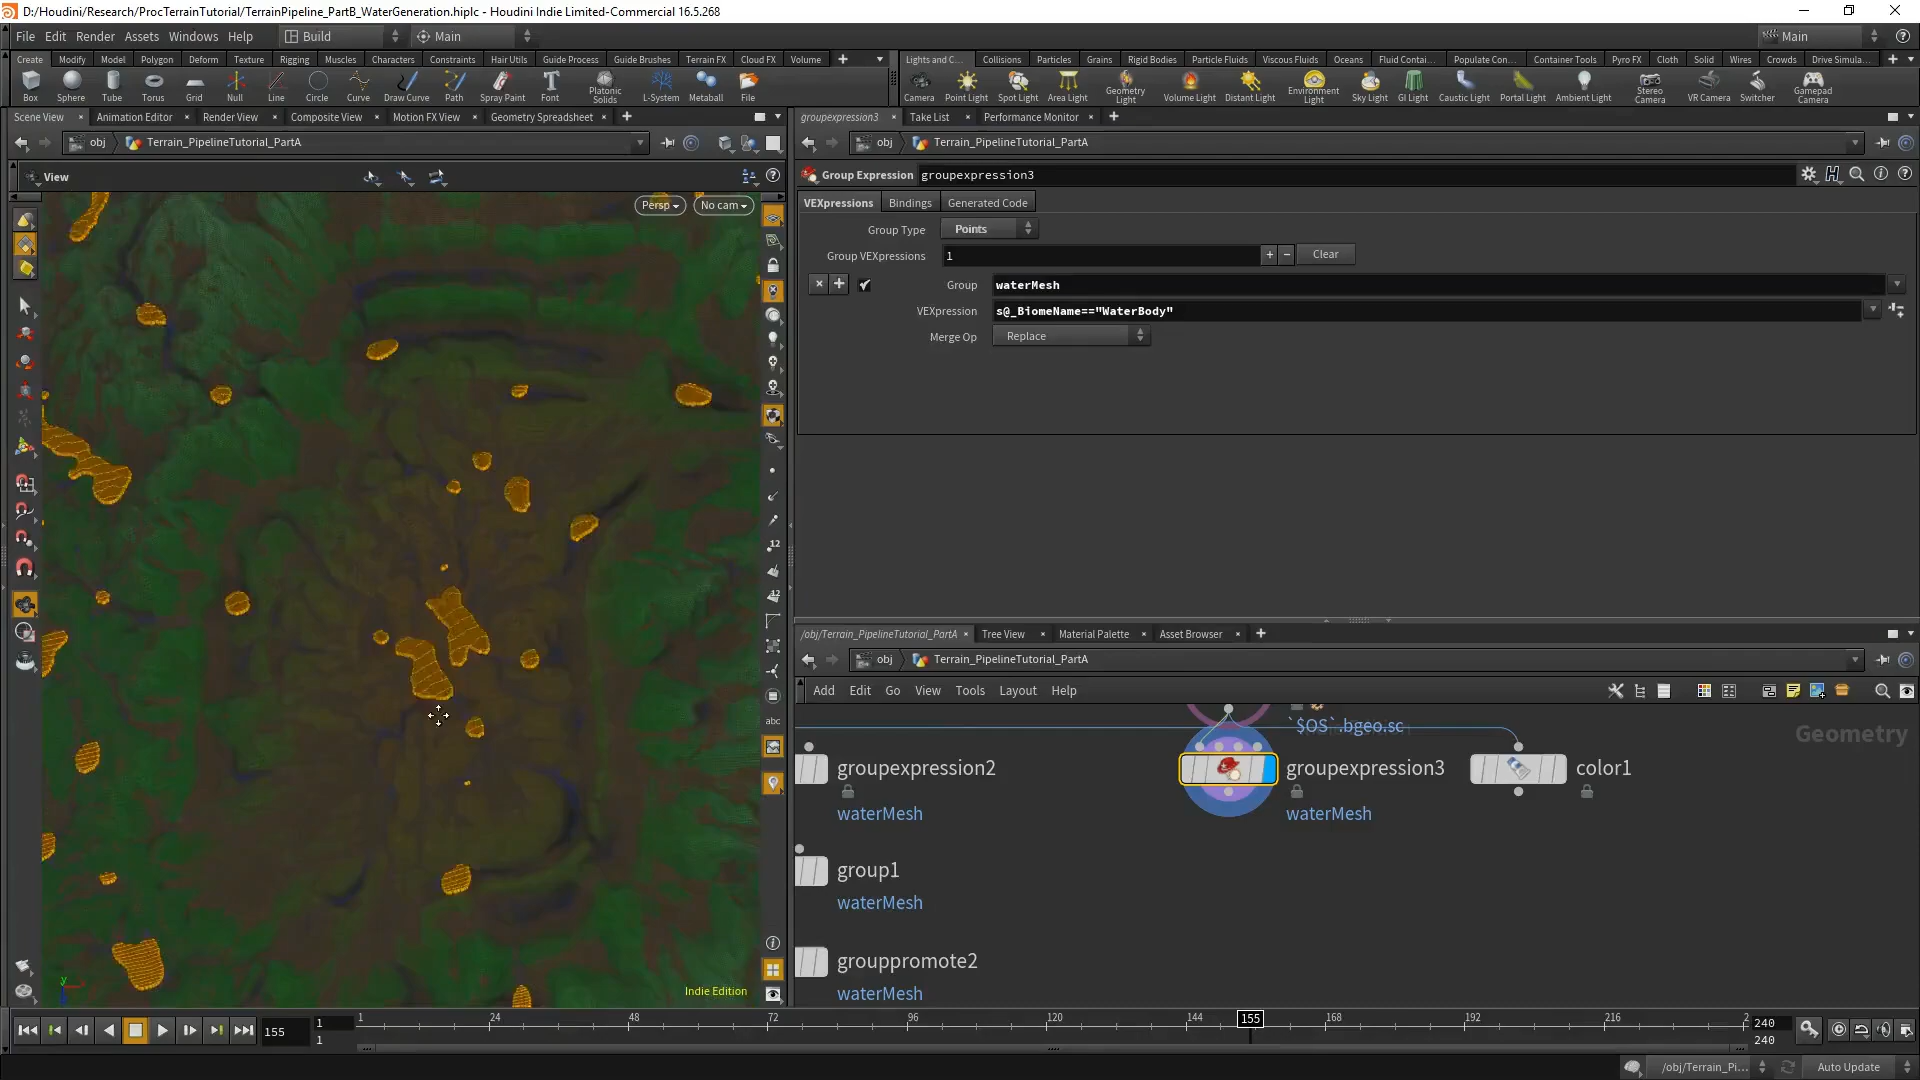 D:/Houdini/Research/ProcTerrainTutorial/TerrainPipeline_PartB_WaterGeneration.hiplc - Houdini Indie Limited-Commercial 16.5.268
File Edit Render Assets Windows Help Build Main Main
Create Modify Model Polygon Deform Texture Rigging Muscles Characters Constraints Hair Utils Guide Process Guide Brushes Terrain FX Cloud FX Volume
Lights and C... Collisions Particles Grains Rigid Bodies Particle Fluids Viscous Fluids Oceans Fluid Contai... Populate Con... Container Tools Pyro FX Cloth Solid Wires Crowds Drive Simula...
Box Sphere Tube Torus Grid Null Line Circle Curve Draw Curve Path Spray Paint Font Platonic Solids L-System Metaball File
Camera Point Light Spot Light Area Light Geometry Light Volume Light Distant Light Environment Light Sky Light GI Light Caustic Light Portal Light Ambient Light Stereo Camera VR Camera Switcher Gamepad Camera
Scene View Animation Editor Render View Composite View Motion FX View Geometry Spreadsheet
groupexpression3 Take List Performance Monitor
obj Terrain_PipelineTutorial_PartA
obj Terrain_PipelineTutorial_PartA
View
Group Expression groupexpression3
Persp No cam
VEXpressions Bindings Generated Code
Group Type Points
Group VEXpressions 1 Clear
Group waterMesh
VEXpression s@_BiomeName=="WaterBody"
Merge Op Replace
12
12
abc
Indie Edition
/obj/Terrain_PipelineTutorial_PartA Tree View Material Palette Asset Browser
obj Terrain_PipelineTutorial_PartA
Add Edit Go View Tools Layout Help
`$OS`.bgeo.sc
Geometry
groupexpression2 groupexpression3 color1
waterMesh waterMesh
group1
waterMesh
grouppromote2
waterMesh
155 1 1 1 24 48 72 96 120 144 155 168 192 216 2 240 240
/obj/Terrain_Pi... Auto Update